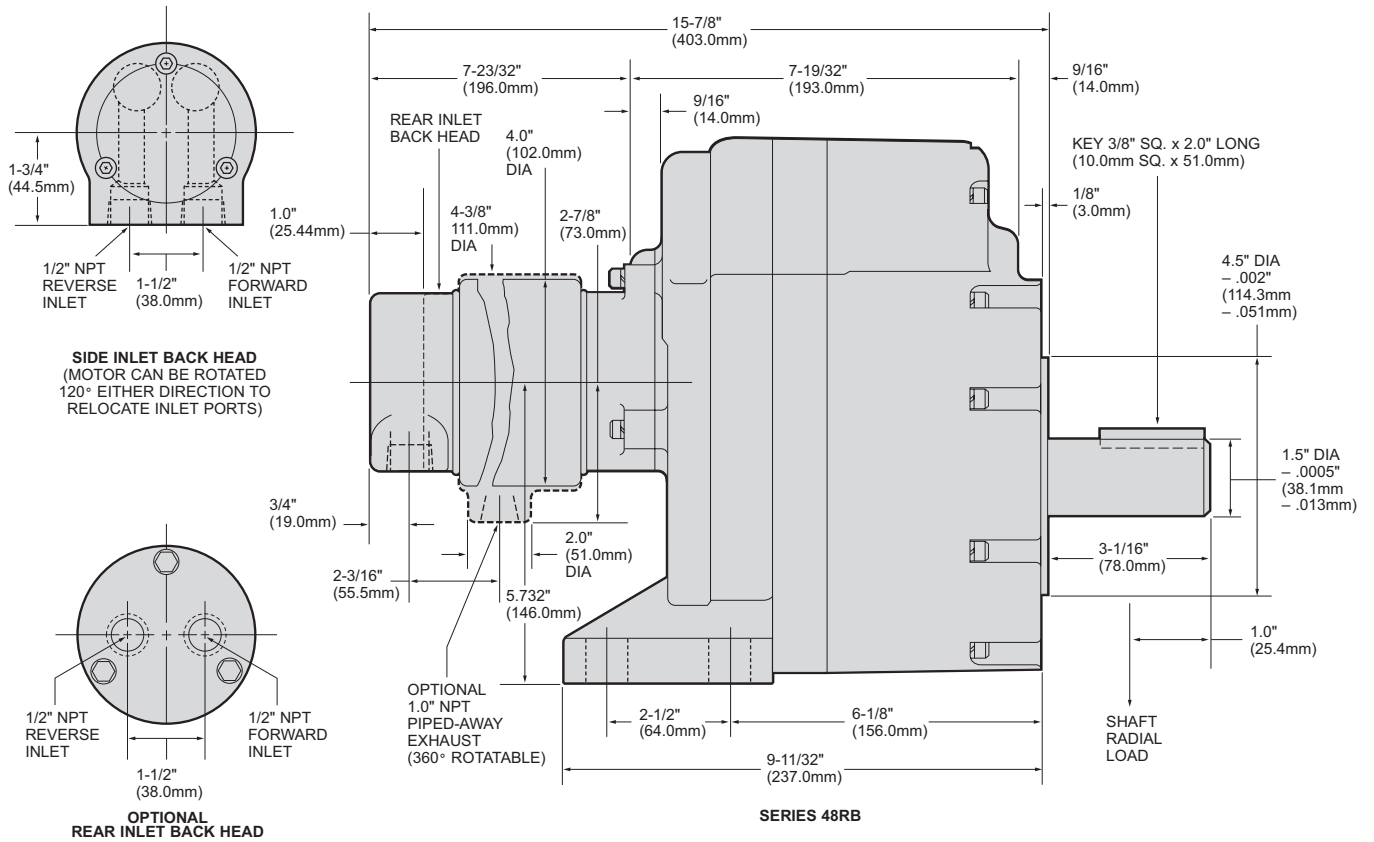 15-7/8"
(403.0mm)
7-23/32"
(196.0mm)
7-19/32"
(193.0mm)
9/16"
(14.0mm)
9/16"
(14.0mm)
REAR INLET
BACK HEAD
4.0"
(102.0mm)
DIA
KEY 3/8" SQ. x 2.0" LONG
(10.0mm SQ. x 51.0mm)
1-3/4"
(44.5mm)
1.0"
(25.44mm)
4-3/8"
111.0mm)
DIA
2-7/8"
(73.0mm)
1/8"
(3.0mm)
1/2" NPT
REVERSE
INLET
1-1/2"
(38.0mm)
1/2" NPT
FORWARD
INLET
4.5" DIA
– .002"
(114.3mm
– .051mm)
SIDE INLET BACK HEAD
(MOTOR CAN BE ROTATED
120° EITHER DIRECTION TO
RELOCATE INLET PORTS)
1.5" DIA
– .0005"
(38.1mm
– .013mm)
3/4"
(19.0mm)
2.0"
(51.0mm)
DIA
3-1/16"
(78.0mm)
2-3/16"
(55.5mm)
5.732"
(146.0mm)
1.0"
(25.4mm)
OPTIONAL
1.0" NPT
PIPED-AWAY
EXHAUST
(360° ROTATABLE)
2-1/2"
(64.0mm)
6-1/8"
(156.0mm)
SHAFT
RADIAL
LOAD
1/2" NPT
REVERSE
INLET
1/2" NPT
FORWARD
INLET
9-11/32"
(237.0mm)
1-1/2"
(38.0mm)
OPTIONAL
REAR INLET BACK HEAD
SERIES 48RB